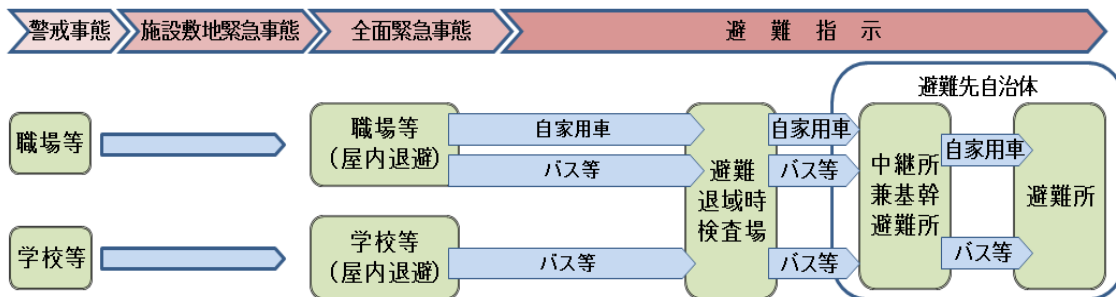 警戒事態
施設敷地緊急事態
全面緊急事態
避難指示
避難先自治体
職場等
職場等
(屋内退避)
自家用車
バス等
避難
退域時
検査場
自家用車
バス等
中継所
兼基幹
避難所
自家用車
避難所
学校等
学校等
(屋内退避)
バス等
バス等
バス等